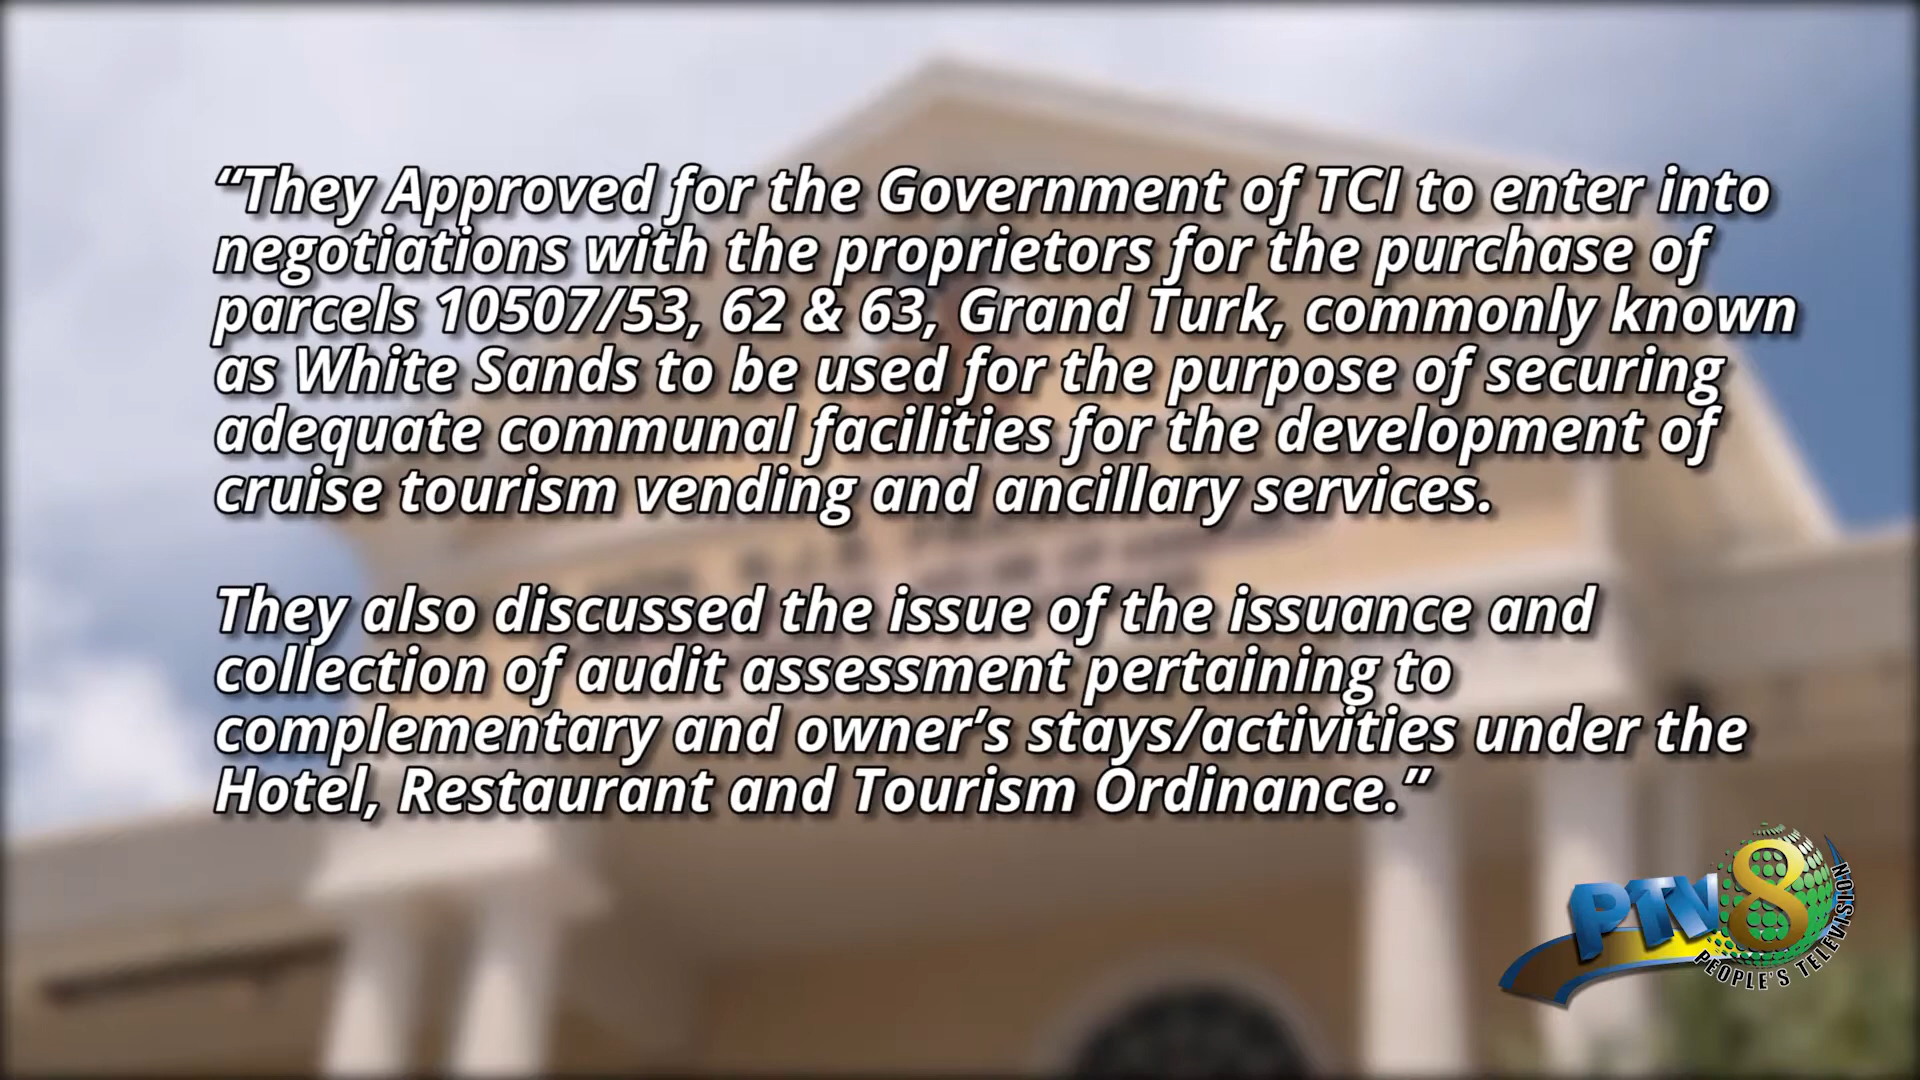 “They Approved for the Government of TCI to enter into
negotiations with the proprietors for the purchase of
parcels 10507/53, 62 & 63, Grand Turk, commonly known
as White Sands to be used for the purpose of securing
adequate communal facilities for the development of
cruise tourism vending and ancillary services.
They also discussed the issue of the issuance and
collection of audit assessment pertaining to
complementary and owner’s stays/activities under the
Hotel, Restaurant and Tourism Ordinance.”
PTV8
PEOPLE'S TELEVISION